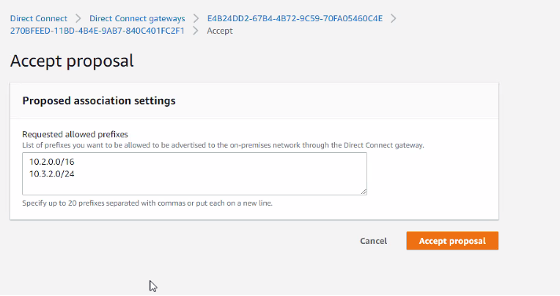 Direct Connect > Direct Connect gateways > E4B24DD2-67B4-4B72-9C59-70FA05460C4E >
270BFEED-11BD-4B4E-9AB7-840C401FC2F1 > Accept
Accept proposal
Proposed association settings
Requested allowed prefixes
List of prefixes you want to be allowed to be advertised to the on-premises network through the Direct Connect gateway.
10.2.0.0/16
10.3.2.0/24
Specify up to 20 prefixes separated with commas or put each on a new line.
Cancel Accept proposal